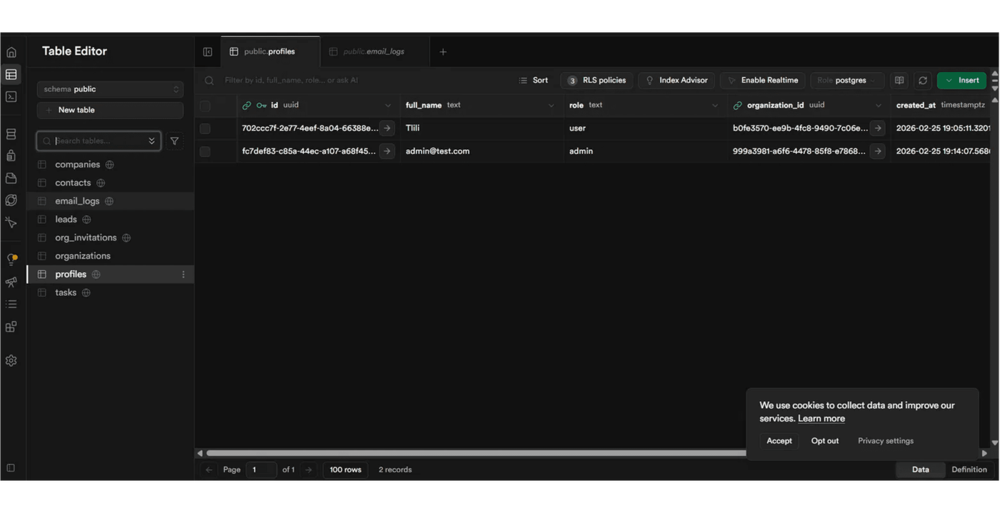 Table Editor
public.profiles
public.email_logs
schema public
New table
Search tables...
companies
contacts
email_logs
leads
org_invitations
organizations
profiles
tasks
Filter by id, full_name, role... or ask AI
Sort
3 RLS policies
Index Advisor
Enable Realtime
Role postgres
Insert
id uuid full_name text role text organization_id uuid created_at timestamptz
702ccc7f-2e77-4eef-8a04-66388e... Tlili user b0fe3570-ee9b-4fc8-9490-7c06e... 2026-02-25 19:05:11.3201
fc7def83-c85a-44ec-a107-a68f45... admin@test.com admin 999a3981-a6f6-4478-85f8-e7868... 2026-02-25 19:14:07.568
We use cookies to collect data and improve our
services. Learn more
Accept Opt out Privacy settings
Page 1 of 1 100 rows 2 records
Data Definition